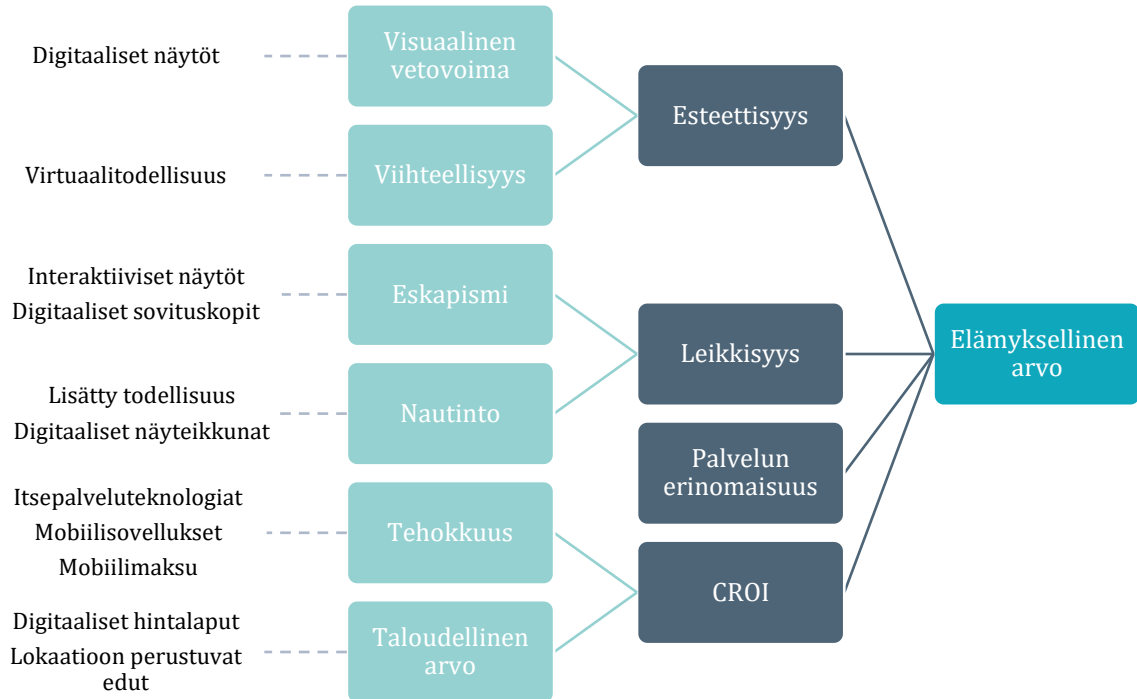 Digitaaliset näytöt
Visuaalinen
vetovoima
Esteettisyys
Virtuaalitodellisuus
Viihteellisyys
Interaktiiviset näytöt
Digitaaliset sovituskopit
Eskapismi
Leikkisyys
Elämyksellinen
arvo
Lisätty todellisuus
Digitaaliset näyteikkunat
Nautinto
Palvelun
erinomaisuus
Itsepalveluteknologiat
Mobiilisovellukset
Mobiilimaksu
Tehokkuus
CROI
Digitaaliset hintalaput
Lokaatioon perustuvat
edut
Taloudellinen
arvo